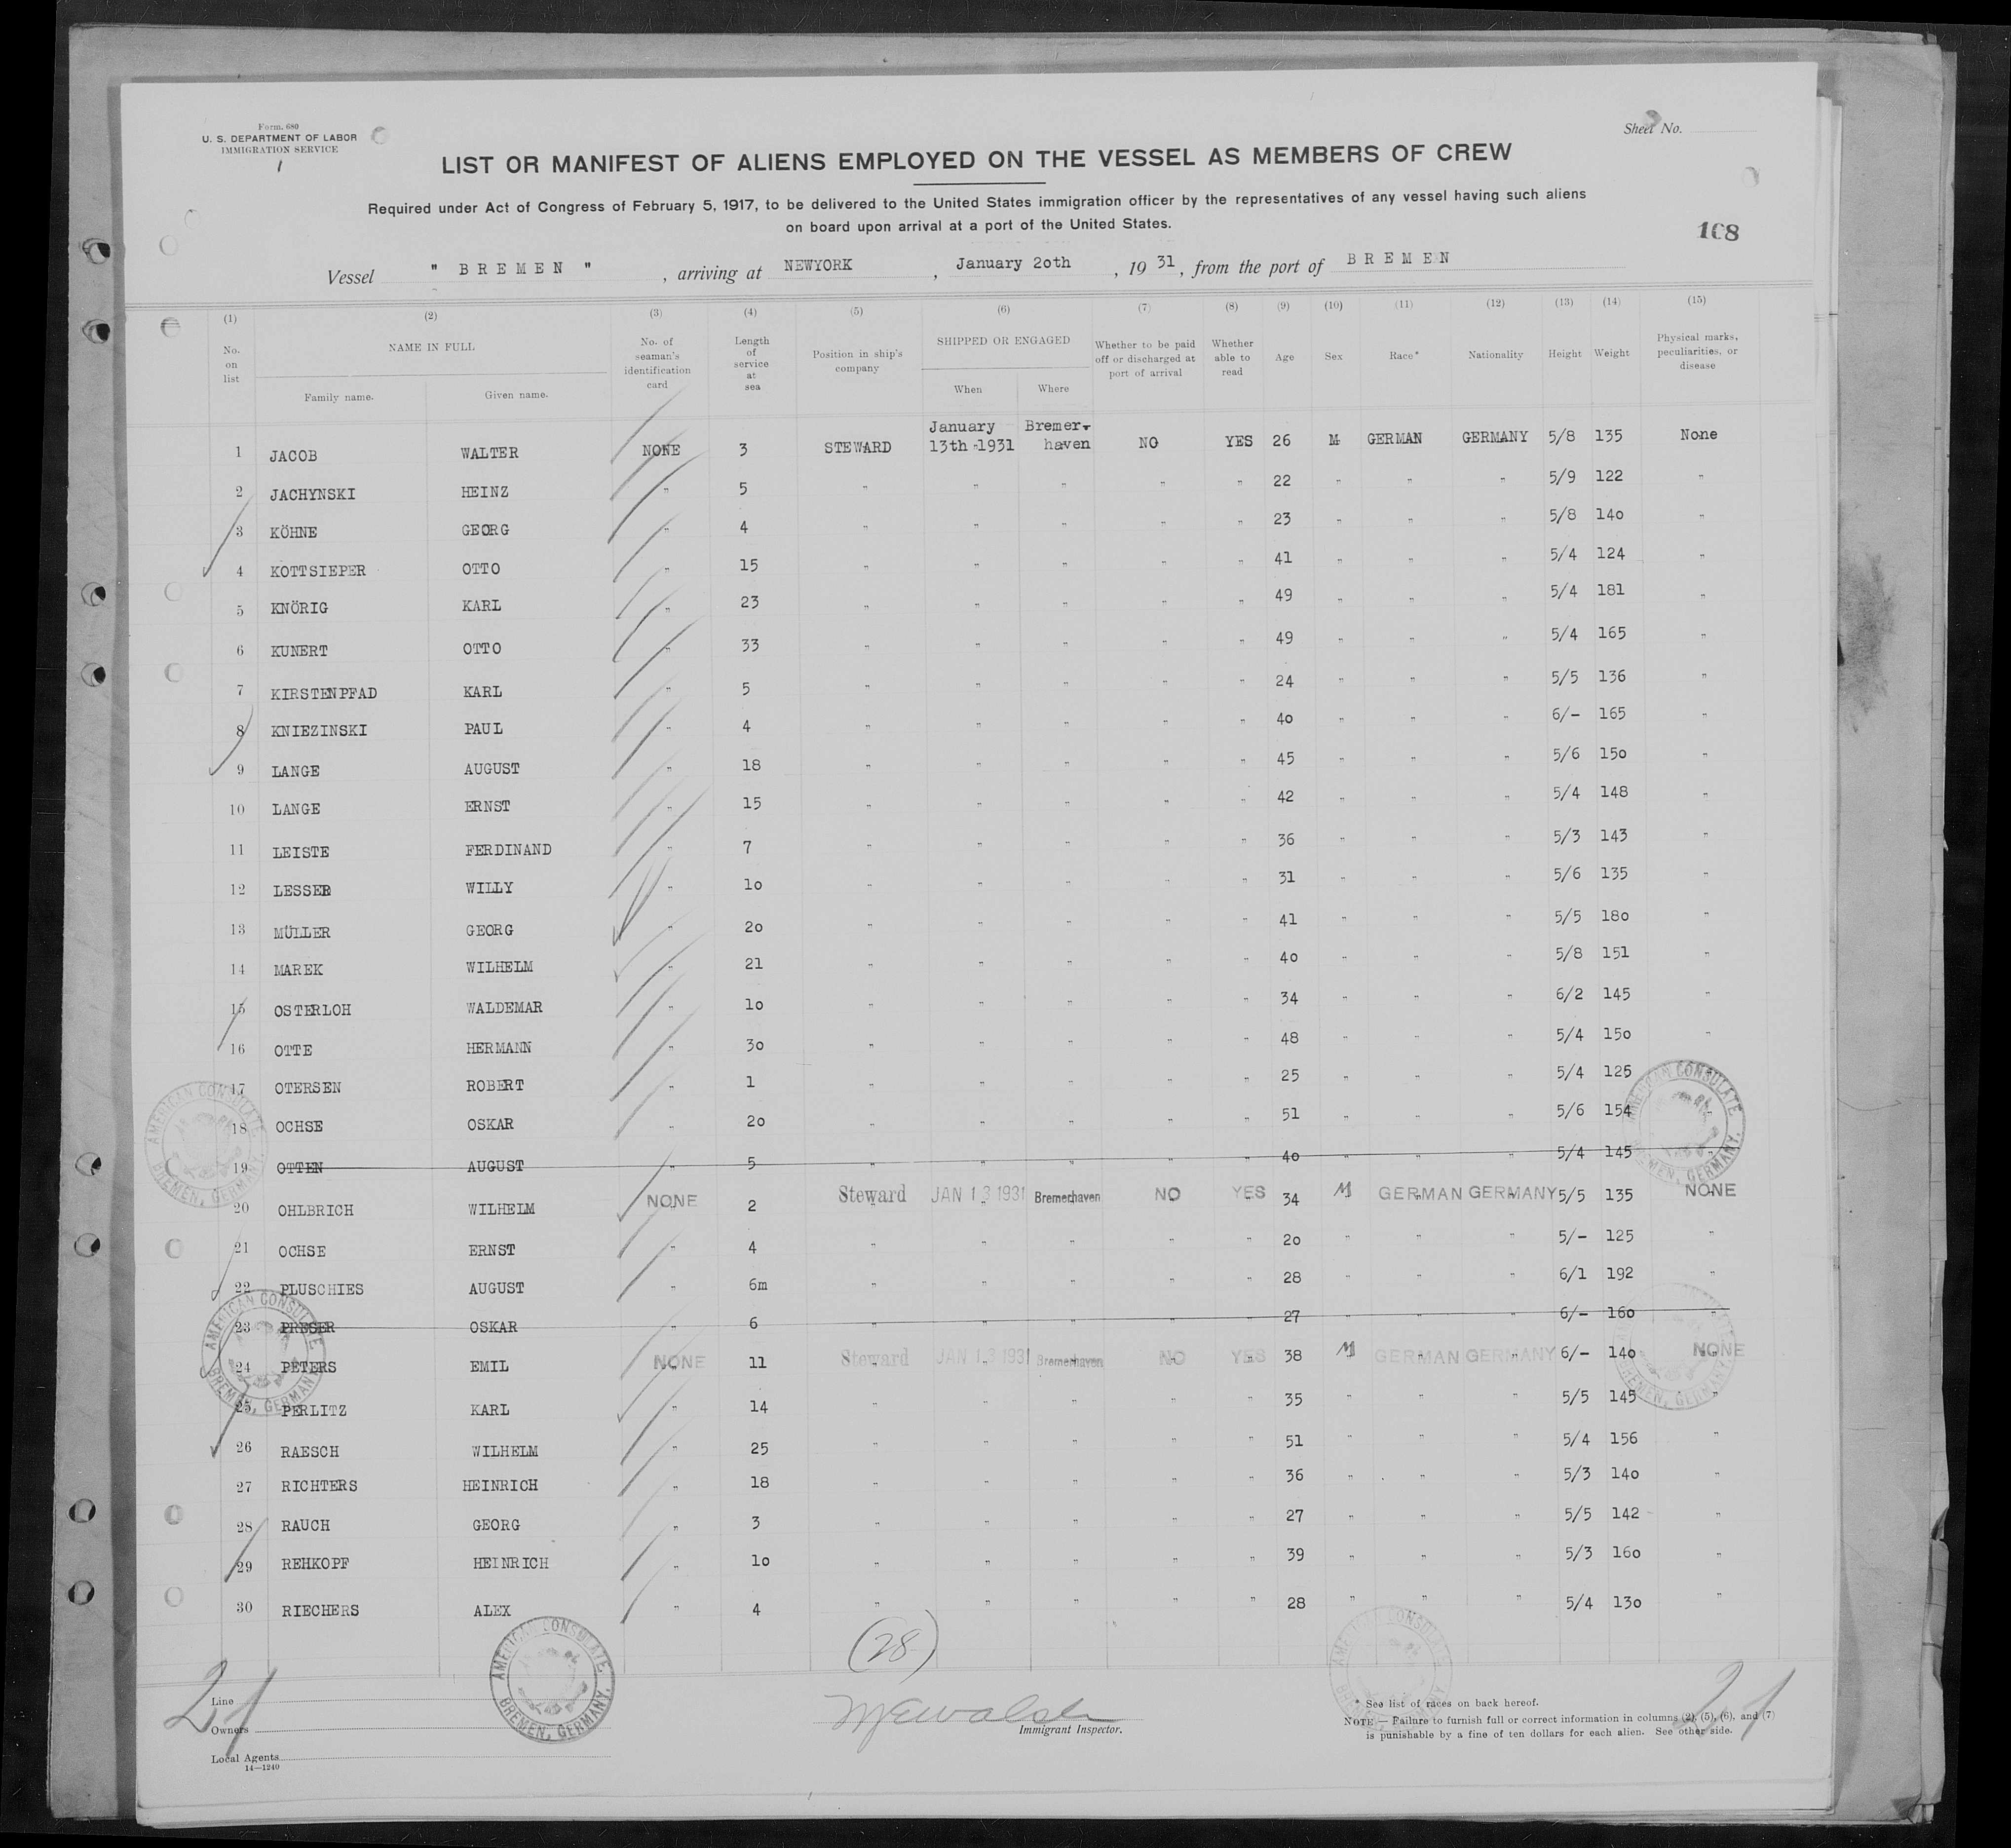 Form. 680
U. S. DEPARTMENT OF LABOR
IMMIGRATION SERVICE
1
Sheet No.
LIST OR MANIFEST OF ALIENS EMPLOYED ON THE VESSEL AS MEMBERS OF CREW
Required under Act of Congress of February 5, 1917, to be delivered to the United States immigration officer by the representatives of any vessel having such aliens
on board upon arrival at a port of the United States.
108
Vessel " BREMEN " , arriving at NEWYORK , January 2oth , 19 31, from the port of BREMEN
(1) (2) (3) (4) (5) (6) (7) (8) (9) (10) (11) (12) (13) (14) (15)
No. on list NAME IN FULL Family name. Given name. No. of seaman's identification card Length of service at sea Position in ship's company SHIPPED OR ENGAGED When Where Whether to be paid off or discharged at port of arrival Whether able to read Age Sex Race* Nationality Height Weight Physical marks, peculiarities, or disease
1 JACOB WALTER NONE 3 STEWARD January 13th-1931 Bremer-haven NO YES 26 M GERMAN GERMANY 5/8 135 None
2 JACHYNSKI HEINZ " 5 " " " " " 22 " " " 5/9 122 "
3 KÖHNE GEORG " 4 " " " " " 23 " " " 5/8 14o "
4 KOTTSIEPER OTTO " 15 " " " " " 41 " " " 5/4 124 "
5 KNÖRIG KARL " 23 " " " " " 49 " " " 5/4 181 "
6 KUNERT OTTO " 33 " " " " " 49 " " " 5/4 165 "
7 KIRSTENPFAD KARL " 5 " " " " " 24 " " " 5/5 136 "
8 KNIEZINSKI PAUL " 4 " " " " " 4o " " " 6/- 165 "
9 LANGE AUGUST " 18 " " " " " 45 " " " 5/6 15o "
10 LANGE ERNST " 15 " " " " " 42 " " " 5/4 148 "
11 LEISTE FERDINAND " 7 " " " " " 36 " " " 5/3 143 "
12 LESSER WILLY " 1o " " " " " 31 " " " 5/6 135 "
13 MÜLLER GEORG " 2o " " " " " 41 " " " 5/5 18o "
14 MAREK WILHELM " 21 " " " " " 4o " " " 5/8 151 "
15 OSTERLOH WALDEMAR " 1o " " " " " 34 " " " 6/2 145 "
16 OTTE HERMANN " 3o " " " " " 48 " " " 5/4 15o "
17 OTERSEN ROBERT " 1 " " " " " 25 " " " 5/4 125 "
18 OCHSE OSKAR " 2o " " " " " 51 " " " 5/6 154 "
19 OTTEN AUGUST " 5 " " " " " 4o " " " 5/4 145 "
20 OHLBRICH WILHELM NONE 2 Steward JAN 13 1931 Bremerhaven NO YES 34 M GERMAN GERMANY 5/5 135 NONE
21 OCHSE ERNST " 4 " " " " " 2o " " " 5/- 125 "
22 PLUSCHIES AUGUST " 6m " " " " " 28 " " " 6/1 192 "
23 PRESER OSKAR " 6 " " " " " 27 " " " 6/- 16o "
24 PETERS EMIL NONE 11 Steward JAN 13 1931 Bremerhaven NO YES 38 M GERMAN GERMANY 6/- 14o NONE
25 PERLITZ KARL " 14 " " " " " 35 " " " 5/5 145 "
26 RAESCH WILHELM " 25 " " " " " 51 " " " 5/4 156 "
27 RICHTERS HEINRICH " 18 " " " " " 36 " " " 5/3 14o "
28 RAUCH GEORG " 3 " " " " " 27 " " " 5/5 142 "
29 REHKOPF HEINRICH " 1o " " " " " 39 " " " 5/3 16o "
30 RIECHERS ALEX " 4 " " " " " 28 " " " 5/4 13o "
AMERICAN CONSULATE, BREMEN, GERMANY.
AMERICAN CONSULATE, BREMEN, GERMANY.
AMERICAN CONSULATE, BREMEN, GERMANY.
AMERICAN CONSULATE, BREMEN, GERMANY.
(28)
21
21
Line
Owners
Local Agents
14—1240
Immigrant Inspector.
* See list of races on back hereof.
NOTE.—Failure to furnish full or correct information in columns (2), (5), (6), and (7)
is punishable by a fine of ten dollars for each alien. See other side.